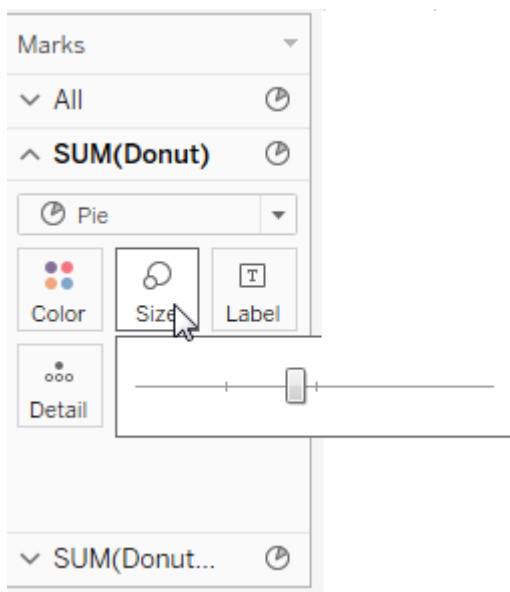 Marks
All
SUM(Donut)
Pie
Color Size Label
Detail
SUM(Donut...